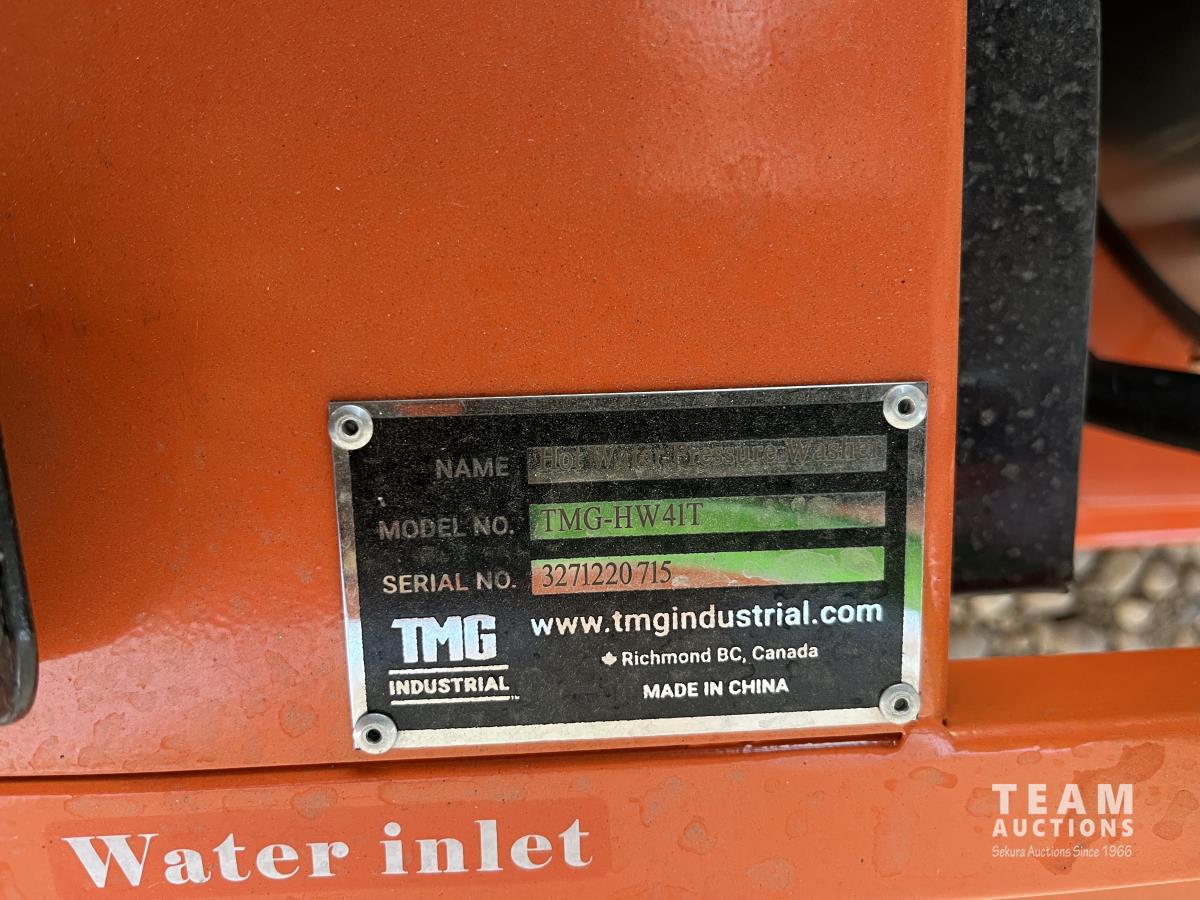 NAME Hot Water Pressure Washer
MODEL NO. TMG-HW41T
SERIAL NO. 3271220715
TMG
INDUSTRIAL
www.tmgindustrial.com
Richmond BC, Canada
MADE IN CHINA
Water inlet
TEAM
AUCTIONS
Sekura Auctions Since 1966